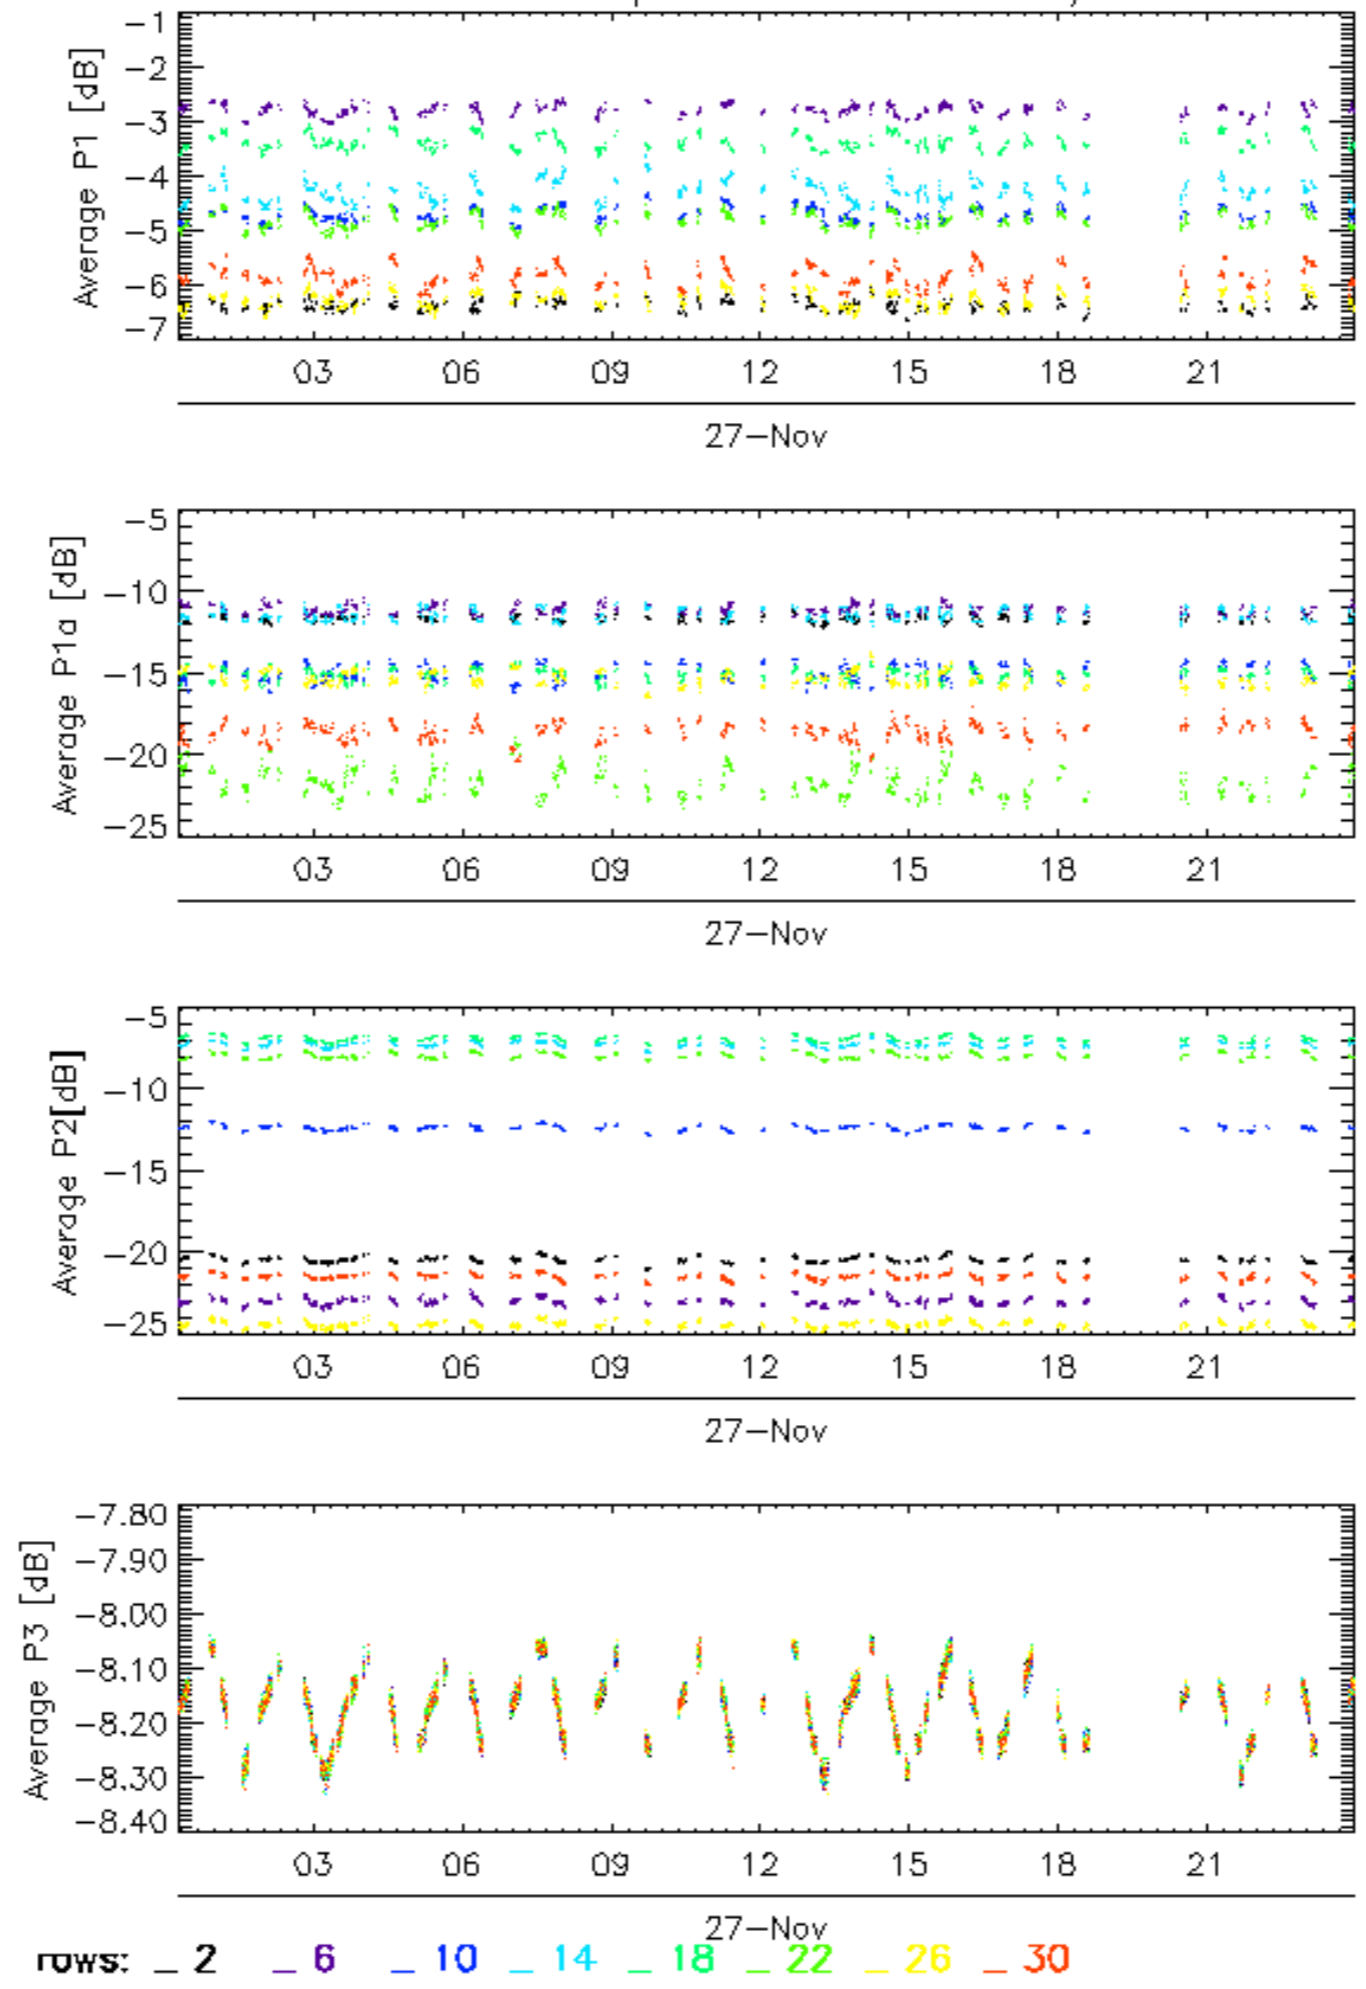 Average P1 [dB]
-1
-2
-3
-4
-5
-6
-7
03 06 09 12 15 18 21
27-Nov
Average P1a [dB]
-5
-10
-15
-20
-25
03 06 09 12 15 18 21
27-Nov
Average P2[dB]
-5
-10
-15
-20
-25
03 06 09 12 15 18 21
27-Nov
Average P3 [dB]
-7.80
-7.90
-8.00
-8.10
-8.20
-8.30
-8.40
03 06 09 12 15 18 21
27-Nov
rows: _ 2 _ 6 _ 10 _ 14 _ 18 _ 22 _ 26 _ 30